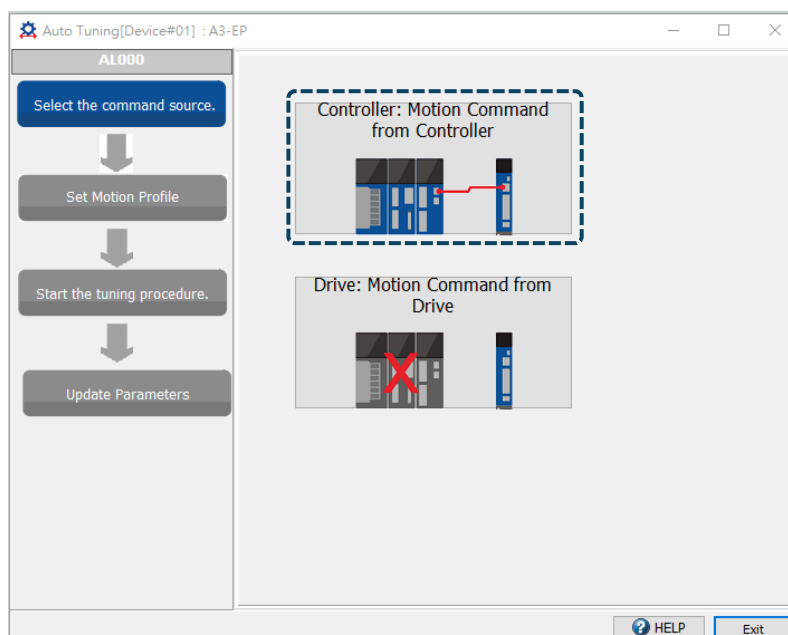 Auto Tuning[Device#01] : A3-EP
AL000
Select the command source.
Set Motion Profile
Start the tuning procedure.
Update Parameters
Controller: Motion Command
from Controller
Drive: Motion Command from
Drive
HELP
Exit